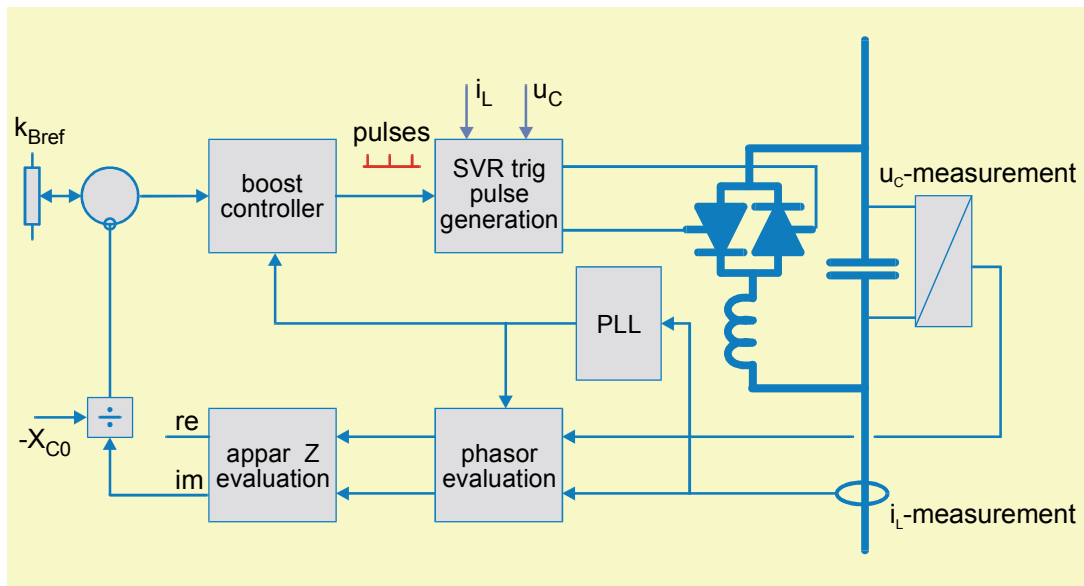 i_L
u_C
k_Bref
pulses
boost
controller
SVR trig
pulse
generation
u_C-measurement
PLL
÷
-X_C0
re
im
appar Z
evaluation
phasor
evaluation
i_L-measurement